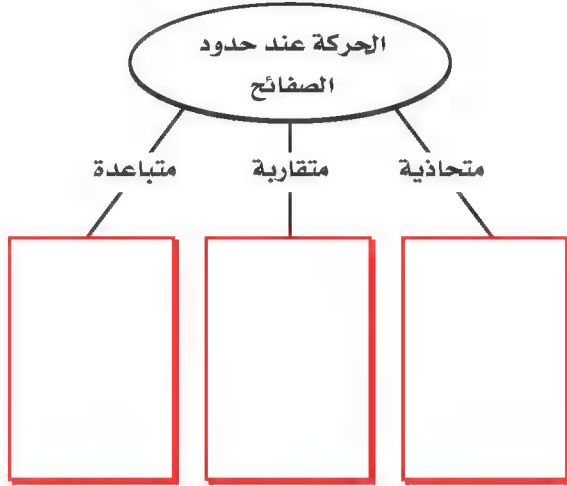 الحركة عند حدود
الصفائح
متحاذية
متقاربة
متباعدة